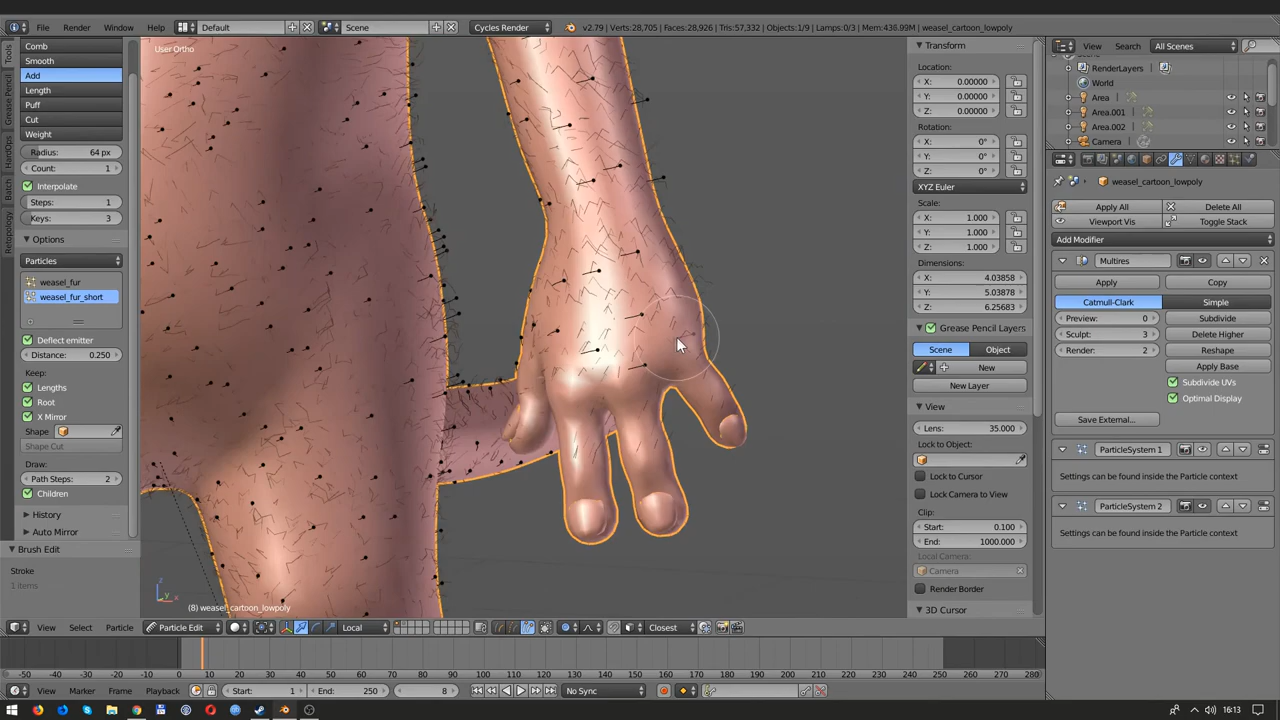 File Render Window Help Default Scene Cycles Render v2.79 | Verts:28,705 | Faces:28,926 | Tris:57,332 | Objects:1/9 | Lamps:0/3 | Mem:436.99M | weasel_cartoon_lowpoly
User Ortho
Tools
Grease Pencil
HardOps
Batch
Retopology
Comb
Smooth
Add
Length
Puff
Cut
Weight
Radius: 64 px
Count: 1
Interpolate
Steps: 1
Keys: 3
Options
Particles
weasel_fur
weasel_fur_short
Deflect emitter
Distance: 0.250
Keep:
Lengths
Root
X Mirror
Shape:
Shape Cut
Draw:
Path Steps: 2
Children
History
Auto Mirror
Brush Edit
Stroke
1 items
(8) weasel_cartoon_lowpoly
Transform
Location:
X: 0.00000
Y: 0.00000
Z: 0.00000
Rotation:
X: 0°
Y: 0°
Z: 0°
XYZ Euler
Scale:
X: 1.000
Y: 1.000
Z: 1.000
Dimensions:
X: 4.03858
Y: 5.03878
Z: 6.25683
Grease Pencil Layers
Scene Object
New
New Layer
View
Lens: 35.000
Lock to Object:
Lock to Cursor
Lock Camera to View
Clip:
Start: 0.100
End: 1000.000
Local Camera:
Camera
Render Border
3D Cursor
View Search All Scenes
RenderLayers
World
Area
Area.001
Area.002
Camera
weasel_cartoon_lowpoly
Apply All Delete All
Viewport Vis Toggle Stack
Add Modifier
Multires
Apply Copy
Catmull-Clark Simple
Preview: 0 Subdivide
Sculpt: 3 Delete Higher
Render: 2 Reshape
Apply Base
Subdivide UVs
Optimal Display
Save External...
ParticleSystem 1
Settings can be found inside the Particle context
ParticleSystem 2
Settings can be found inside the Particle context
View Select Particle Particle Edit Local Closest
-50 -40 -30 -20 -10 0 10 20 30 40 50 60 70 80 90 100 110 120 130 140 150 160 170 180 190 200 210 220 230 240 250 260 270 280
View Marker Frame Playback Start: 1 End: 250 8 No Sync
16:13